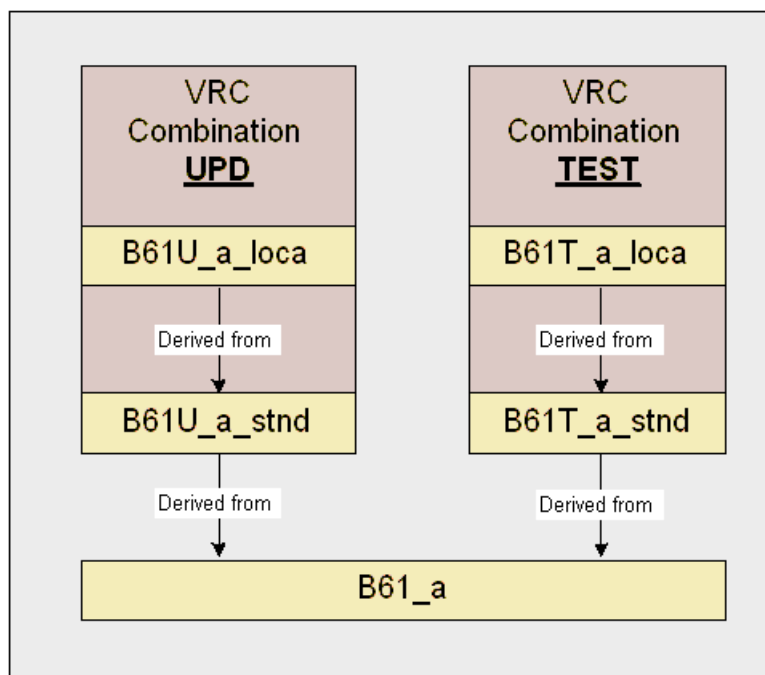 VRC
Combination
UPD
B61U_a_loca
Derived from
B61U_a_stnd
Derived from
VRC
Combination
TEST
B61T_a_loca
Derived from
B61T_a_stnd
Derived from
B61_a